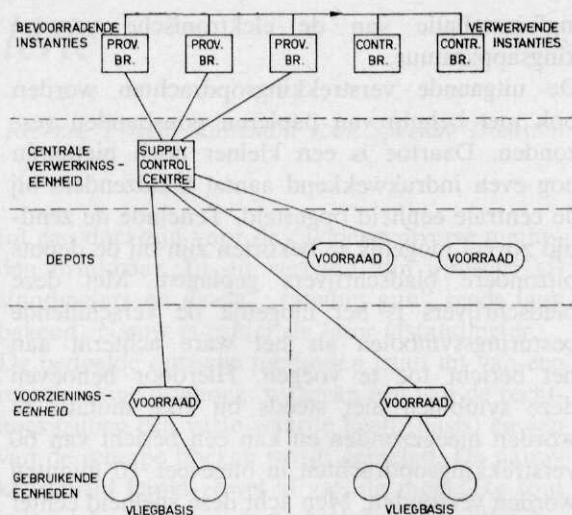 BEVOORRADENDE INSTANTIES
VERWERVENDE INSTANTIES
PROV. BR.
PROV. BR.
PROV. BR.
CONTR. BR.
CONTR. BR.
CENTRALE VERWERKINGS-EENHEID
SUPPLY CONTROL CENTRE
DEPOTS
VOORRAAD
VOORRAAD
VOORZIENINGS-EENHEID
VOORRAAD
VOORRAAD
GEBRUIKENDE EENHEDEN
VLIEGBASIS
VLIEGBASIS